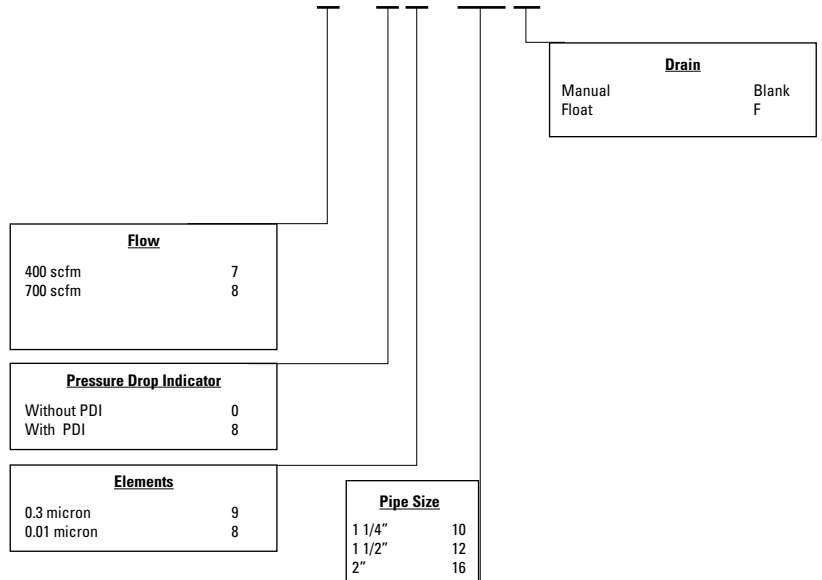 Drain
Manual Blank
Float F
Flow
400 scfm 7
700 scfm 8
Pressure Drop Indicator
Without PDI 0
With PDI 8
Elements
0.3 micron 9
0.01 micron 8
Pipe Size
1 1/4” 10
1 1/2” 12
2” 16